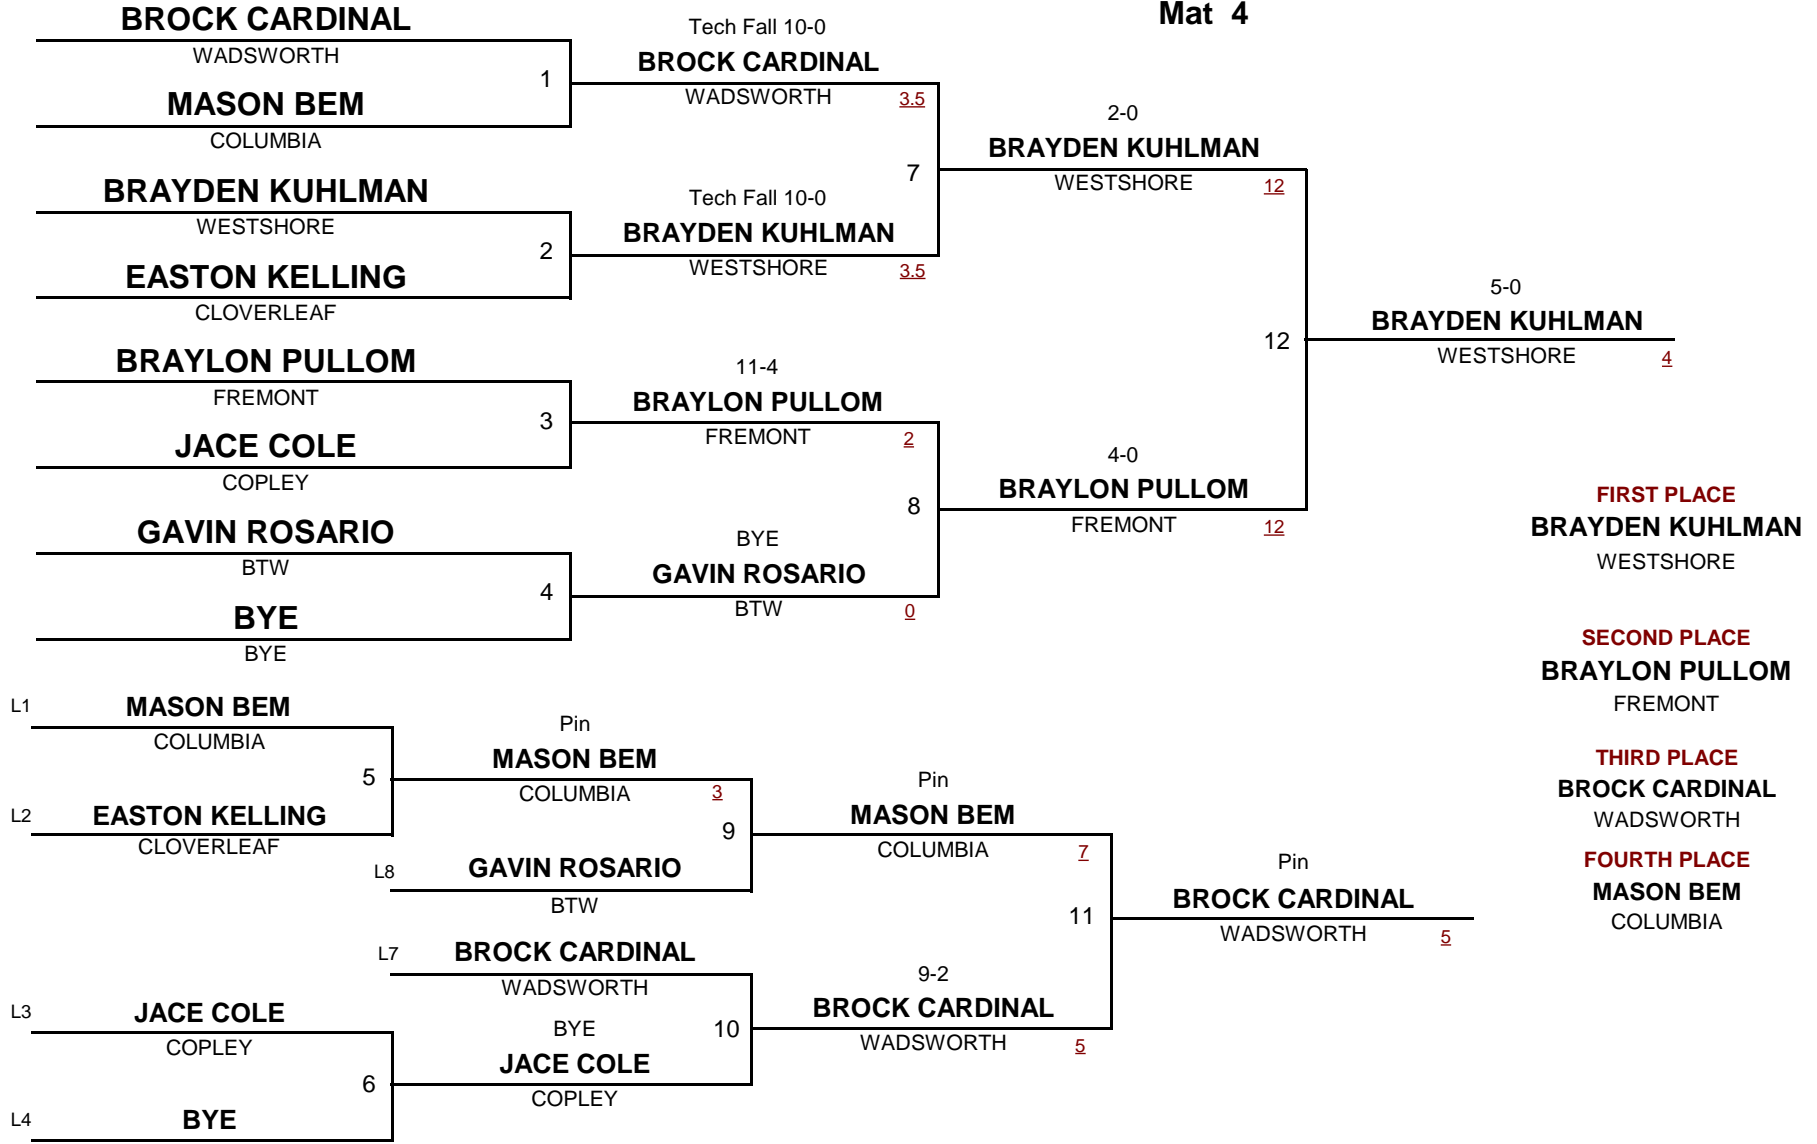 Mat 4
BROCK CARDINAL
WADSWORTH
1
MASON BEM
COLUMBIA
BRAYDEN KUHLMAN
WESTSHORE
2
EASTON KELLING
CLOVERLEAF
BRAYLON PULLOM
FREMONT
3
JACE COLE
COPLEY
GAVIN ROSARIO
BTW
4
BYE
BYE
Tech Fall 10-0
BROCK CARDINAL
WADSWORTH 3.5
7
Tech Fall 10-0
BRAYDEN KUHLMAN
WESTSHORE 3.5
11-4
BRAYLON PULLOM
FREMONT 2
8
BYE
GAVIN ROSARIO
BTW 0
2-0
BRAYDEN KUHLMAN
WESTSHORE 12
12
4-0
BRAYLON PULLOM
FREMONT 12
5-0
BRAYDEN KUHLMAN
WESTSHORE 4
FIRST PLACE
BRAYDEN KUHLMAN
WESTSHORE
SECOND PLACE
BRAYLON PULLOM
FREMONT
THIRD PLACE
BROCK CARDINAL
WADSWORTH
FOURTH PLACE
MASON BEM
COLUMBIA
L1 MASON BEM
COLUMBIA
5
L2 EASTON KELLING
CLOVERLEAF
L3 JACE COLE
COPLEY
6
L4 BYE
Pin
MASON BEM
COLUMBIA 3
9
L8 GAVIN ROSARIO
BTW
L7 BROCK CARDINAL
WADSWORTH
10
BYE
JACE COLE
COPLEY
Pin
MASON BEM
COLUMBIA 7
11
9-2
BROCK CARDINAL
WADSWORTH 5
Pin
BROCK CARDINAL
WADSWORTH 5